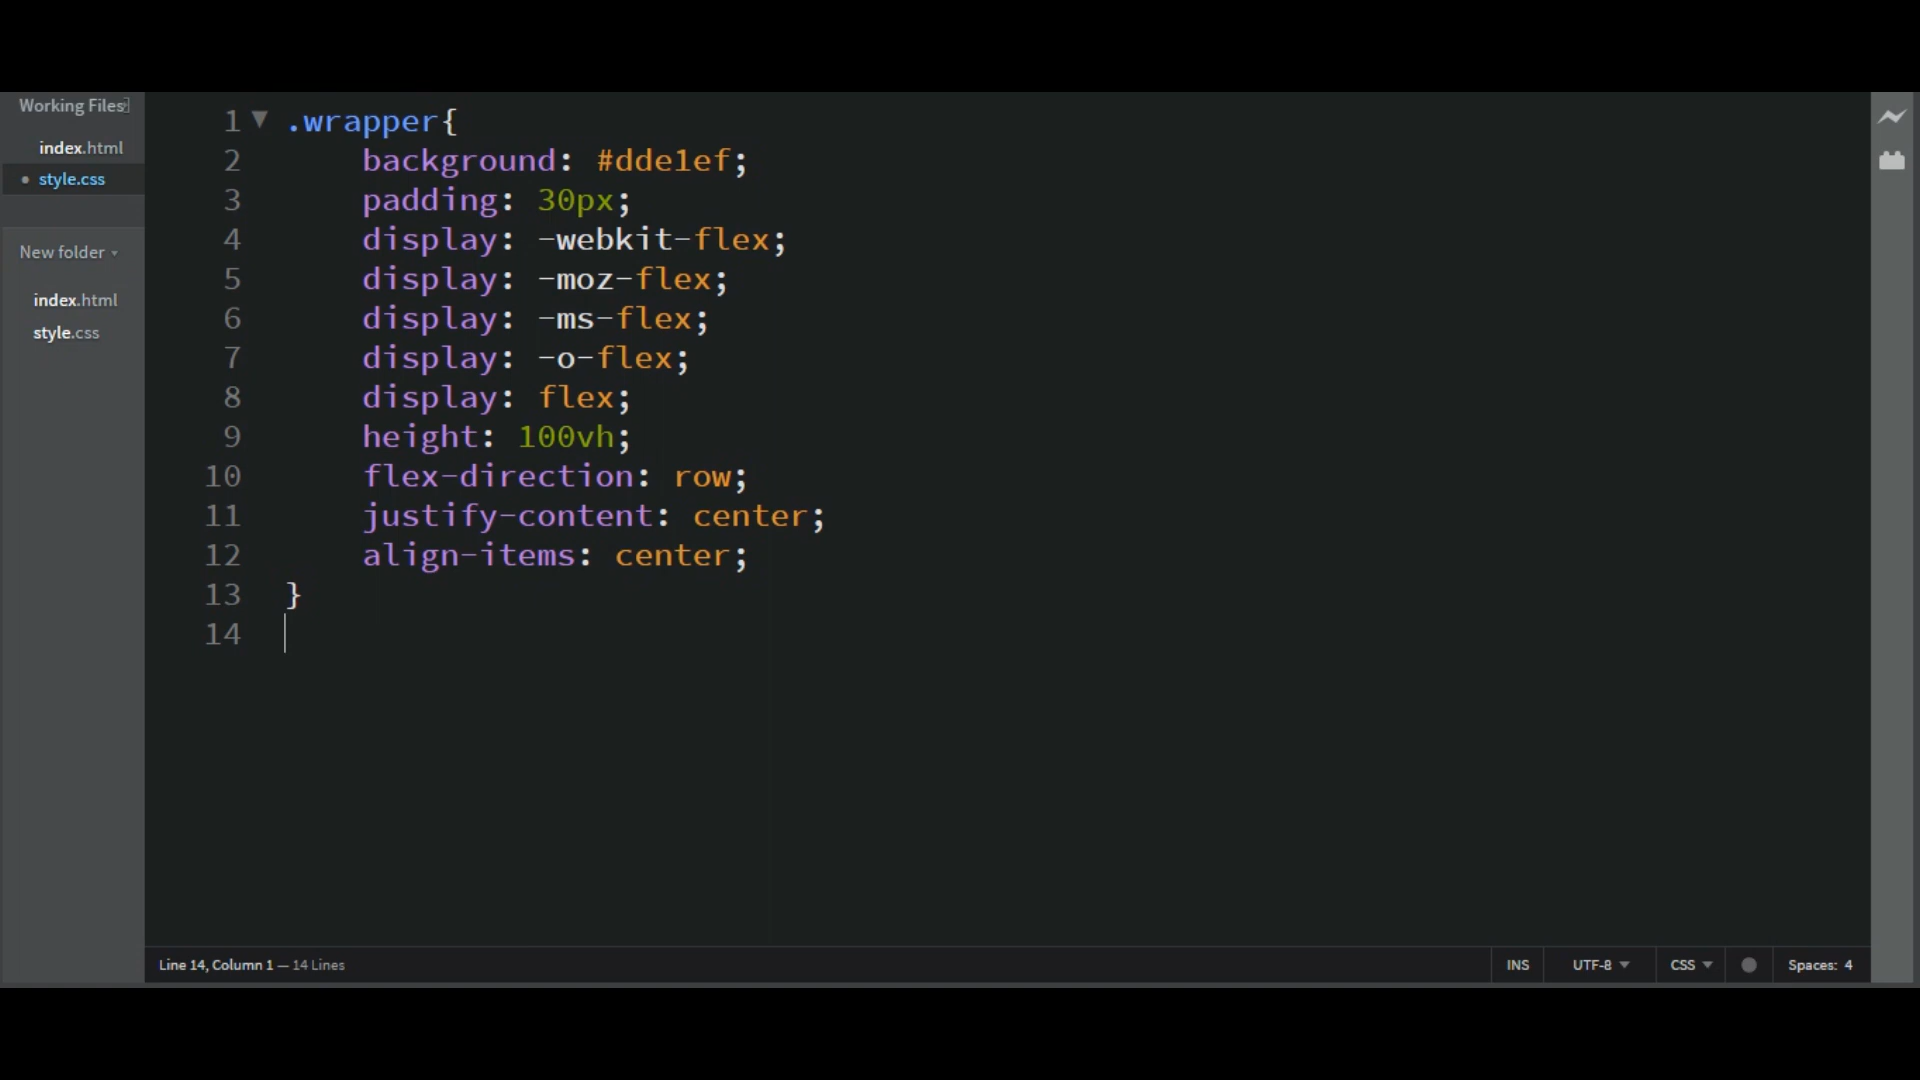 Working Files
index.html
style.css
New folder
index.html
style.css
1 .wrapper{
2 background: #dde1ef;
3 padding: 30px;
4 display: -webkit-flex;
5 display: -moz-flex;
6 display: -ms-flex;
7 display: -o-flex;
8 display: flex;
9 height: 100vh;
10 flex-direction: row;
11 justify-content: center;
12 align-items: center;
13 }
14
Line 14, Column 1 — 14 Lines
INS UTF-8 CSS Spaces: 4